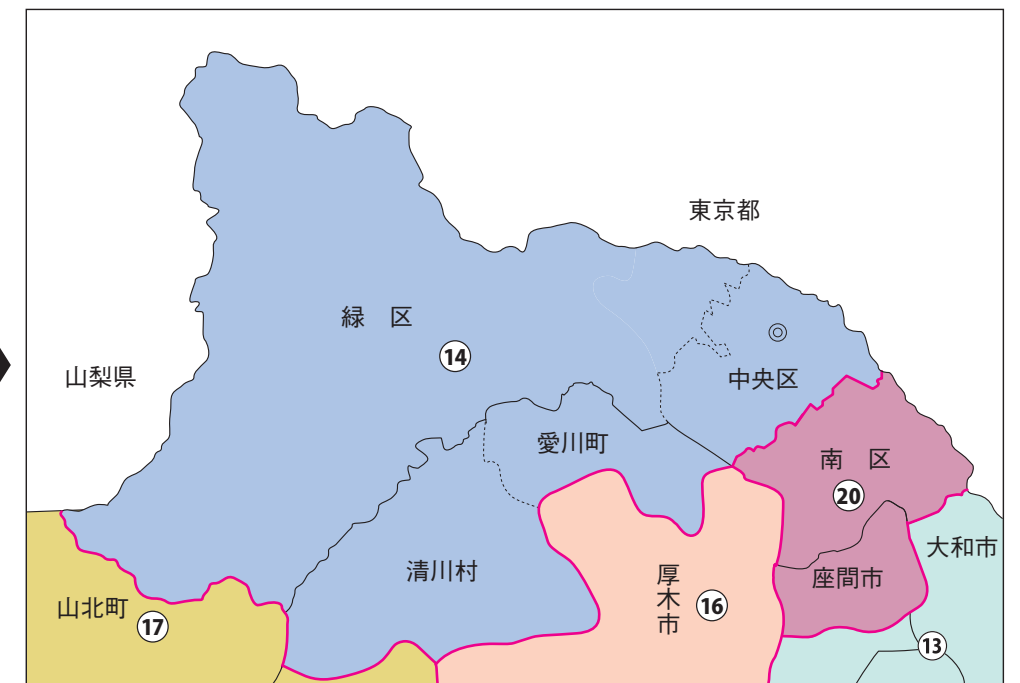 東京都
緑 区
⑭
中央区
山梨県
愛川町
南 区
⑳
大和市
清川村
厚木市
⑯
座間市
山北町
⑰
⑬